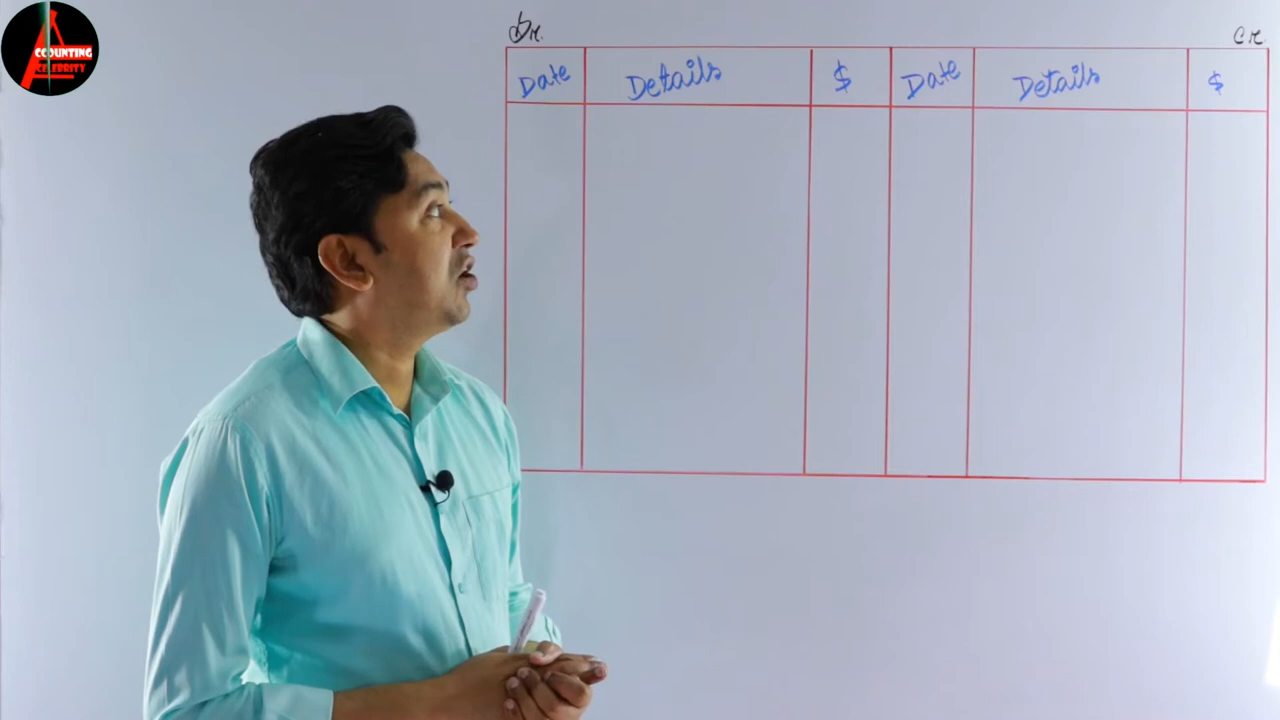 ACCOUNTING
CELEBRITY
Dr. Cr.
Date Details $ Date Details $